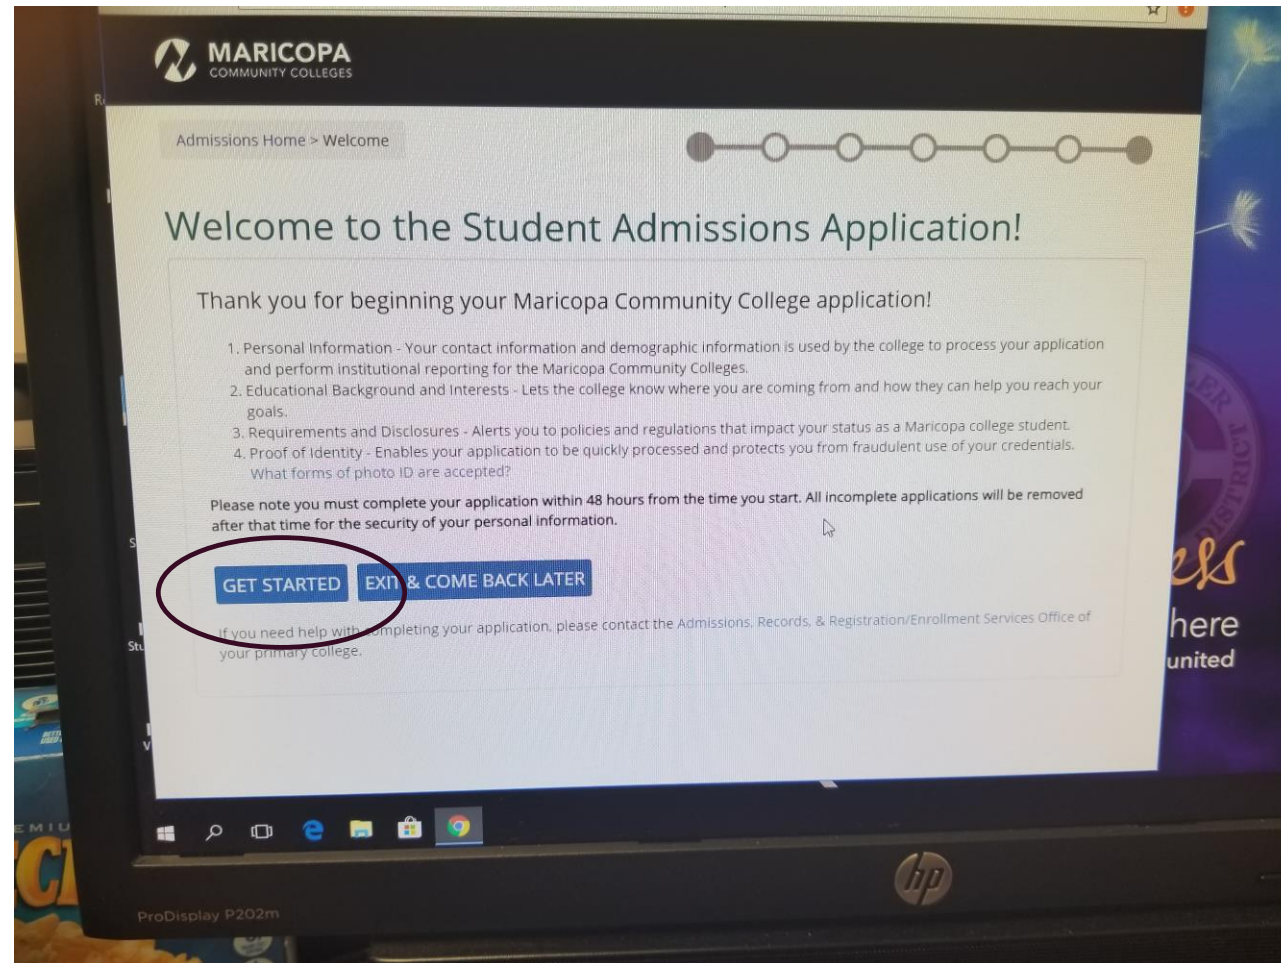 MARICOPA
COMMUNITY COLLEGES
Admissions Home > Welcome
Welcome to the Student Admissions Application!
Thank you for beginning your Maricopa Community College application!
1. Personal Information - Your contact information and demographic information is used by the college to process your application
and perform institutional reporting for the Maricopa Community Colleges.
2. Educational Background and Interests - Lets the college know where you are coming from and how they can help you reach your
goals.
3. Requirements and Disclosures - Alerts you to policies and regulations that impact your status as a Maricopa college student.
4. Proof of Identity - Enables your application to be quickly processed and protects you from fraudulent use of your credentials.
What forms of photo ID are accepted?
Please note you must complete your application within 48 hours from the time you start. All incomplete applications will be removed
after that time for the security of your personal information.
GET STARTED EXIT & COME BACK LATER
If you need help with completing your application, please contact the Admissions, Records, & Registration/Enrollment Services Office of
your primary college.
DISTRICT
here
united
hp
ProDisplay P202m